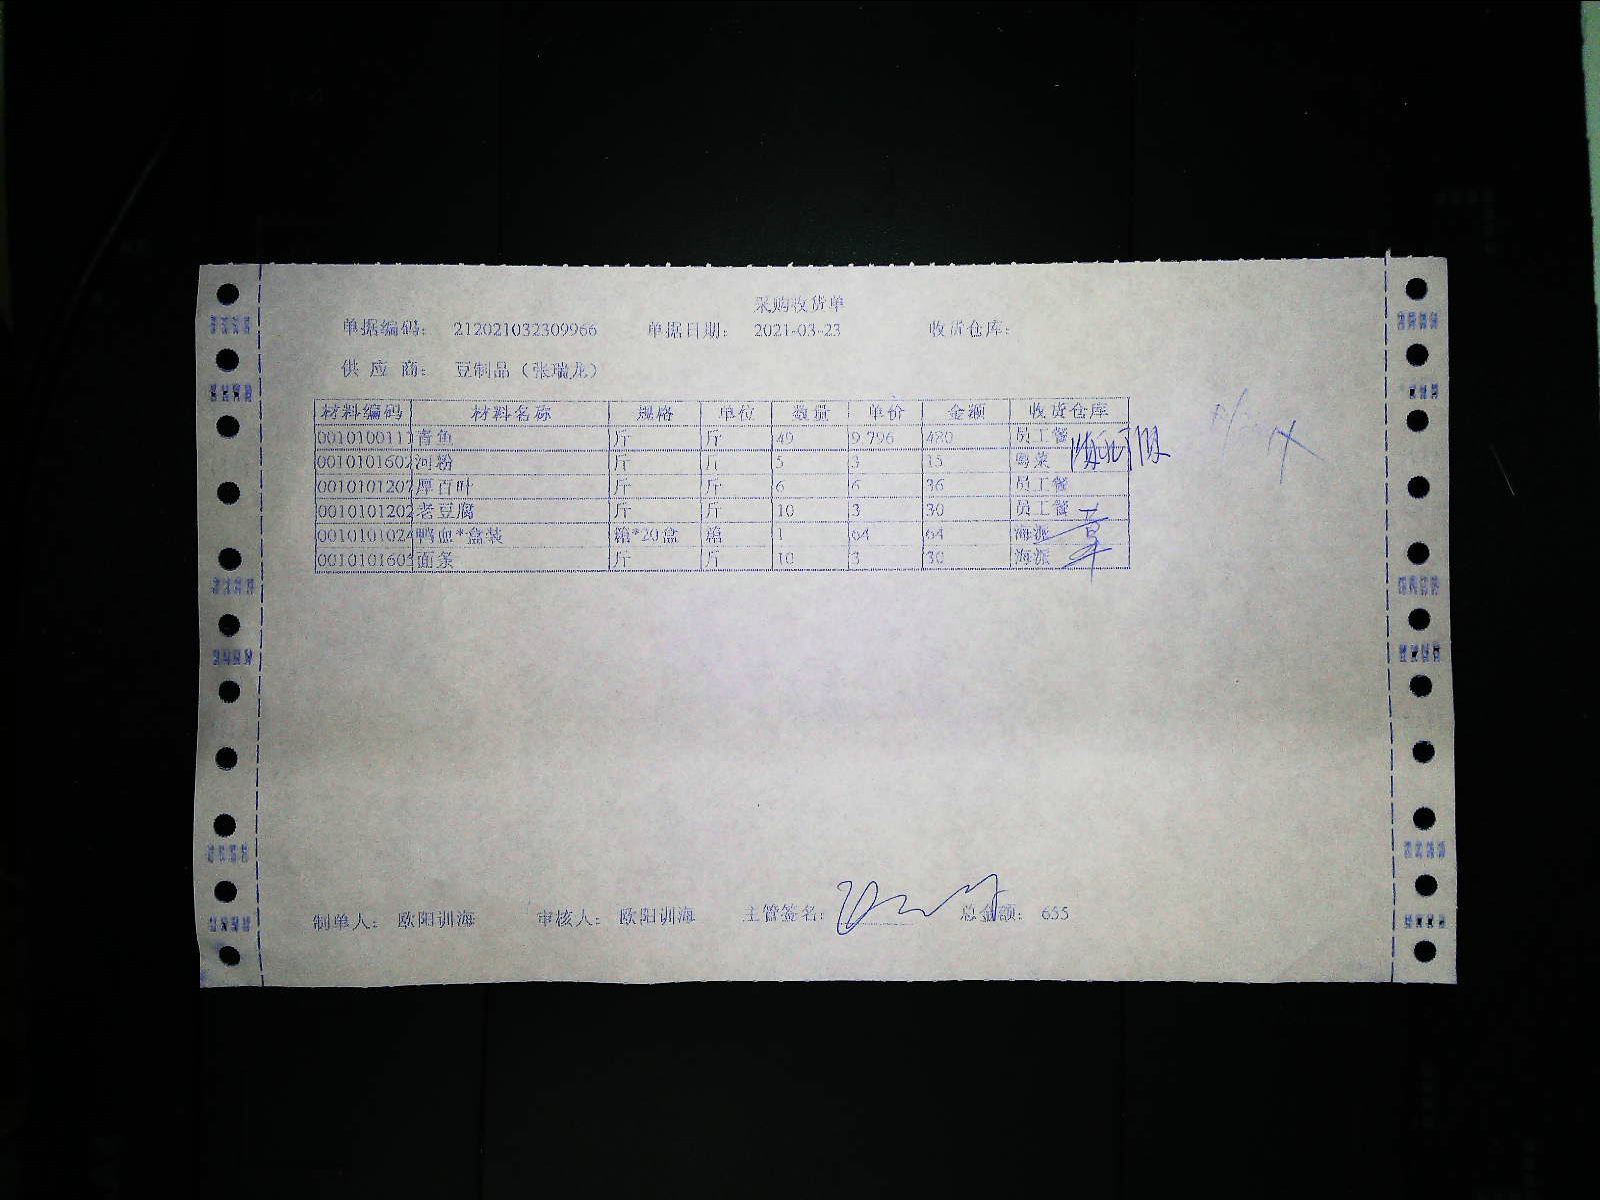 采购收货单
单据编码： 212021032309966 单据日期： 2021-03-23 收货仓库：
供 应 商： 豆制品（张瑞龙）
材料编码 材料名称 规格 单位 数量 单价 金额 收货仓库
0010100111 青鱼 斤 斤 49 9.796 480 员工餐
0010101602 河粉 斤 斤 5 3 15 粤菜
0010101207 厚百叶 斤 斤 6 6 36 员工餐
0010101202 老豆腐 斤 斤 10 3 30 员工餐
0010101024 鸭血*盒装 箱*20盒 箱 1 64 64 海派
001010160 面条 斤 斤 10 3 30 海派
制单人： 欧阳训海 审核人： 欧阳训海 主管签名： 总金额： 655